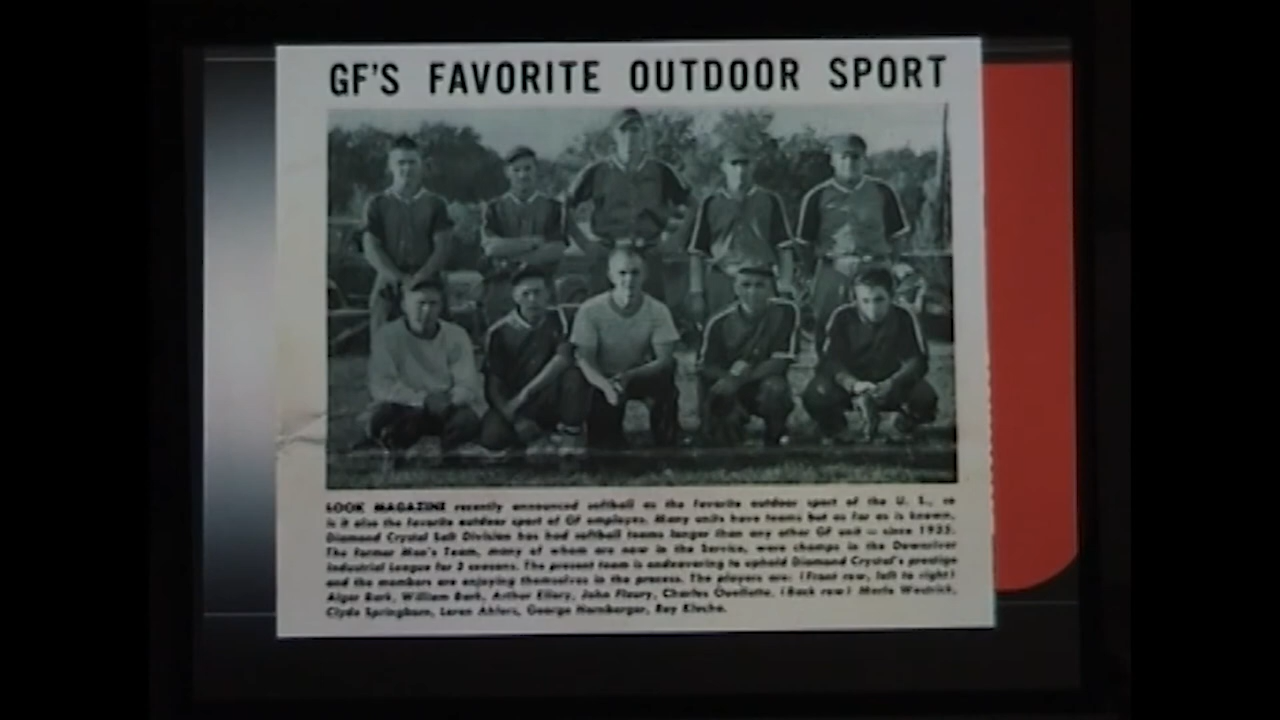 GF'S FAVORITE OUTDOOR SPORT
LOOK MAGAZINE recently announced softball as the favorite outdoor sport of the U. S., so
is it also the favorite outdoor sport of GF employes. Many units have teams but as far as is known,
Diamond Crystal Salt Division has had softball teams longer than any other GF unit — since 1935.
The former Men's Team, many of whom are now in the Service, were champs in the Downriver
Industrial League for 3 seasons. The present team is endeavoring to uphold Diamond Crystal's prestige
and the members are enjoying themselves in the process. The players are: (Front row, left to right)
Alger Bark, William Bark, Arthur Ellery, John Fleury, Charles Ouellette. (Back row) Merle Westrick,
Clyde Springborn, Loren Ahlers, George Hornberger, Ray